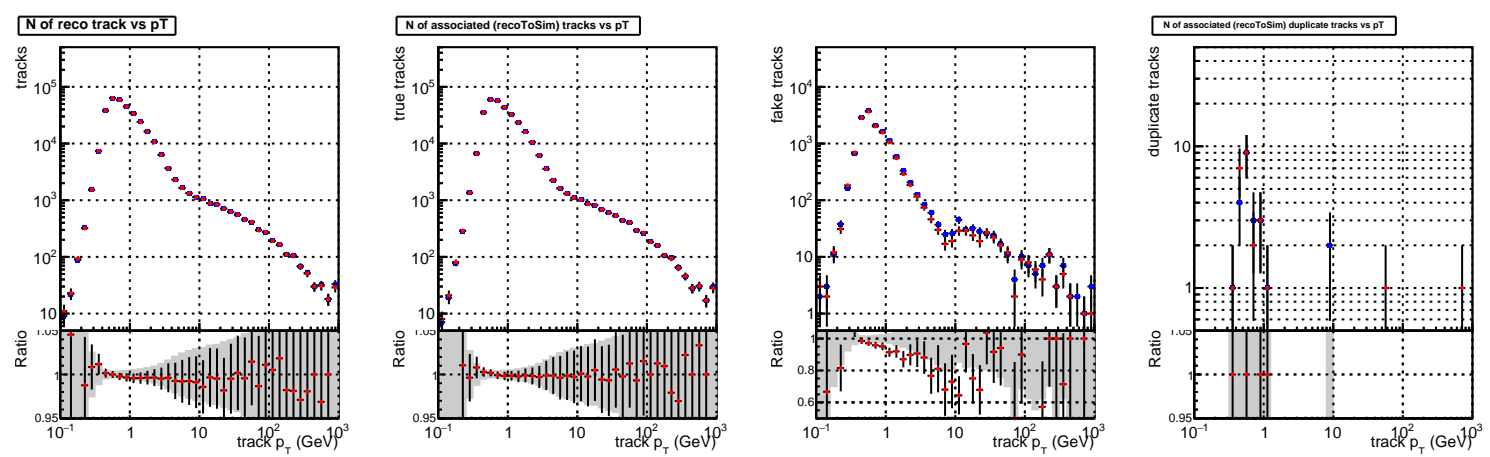 N of reco track vs pT
tracks
10^5
10^4
10^3
10^2
10
Ratio
1.05
1
0.95
10^-1 1 10 10^2 10^3
track p_T (GeV)
N of associated (recoToSim) tracks vs pT
true tracks
10^5
10^4
10^3
10^2
10
Ratio
1.05
1
0.95
10^-1 1 10 10^2 10^3
track p_T (GeV)
fake tracks
10^5
10^4
10^3
10^2
10
1
Ratio
1
0.8
0.6
10^-1 1 10 10^2 10^3
track p_T (GeV)
N of associated (recoToSim) duplicate tracks vs pT
duplicate tracks
10
1
Ratio
1.05
1
0.95
10^-1 1 10 10^2 10^3
track p_T (GeV)